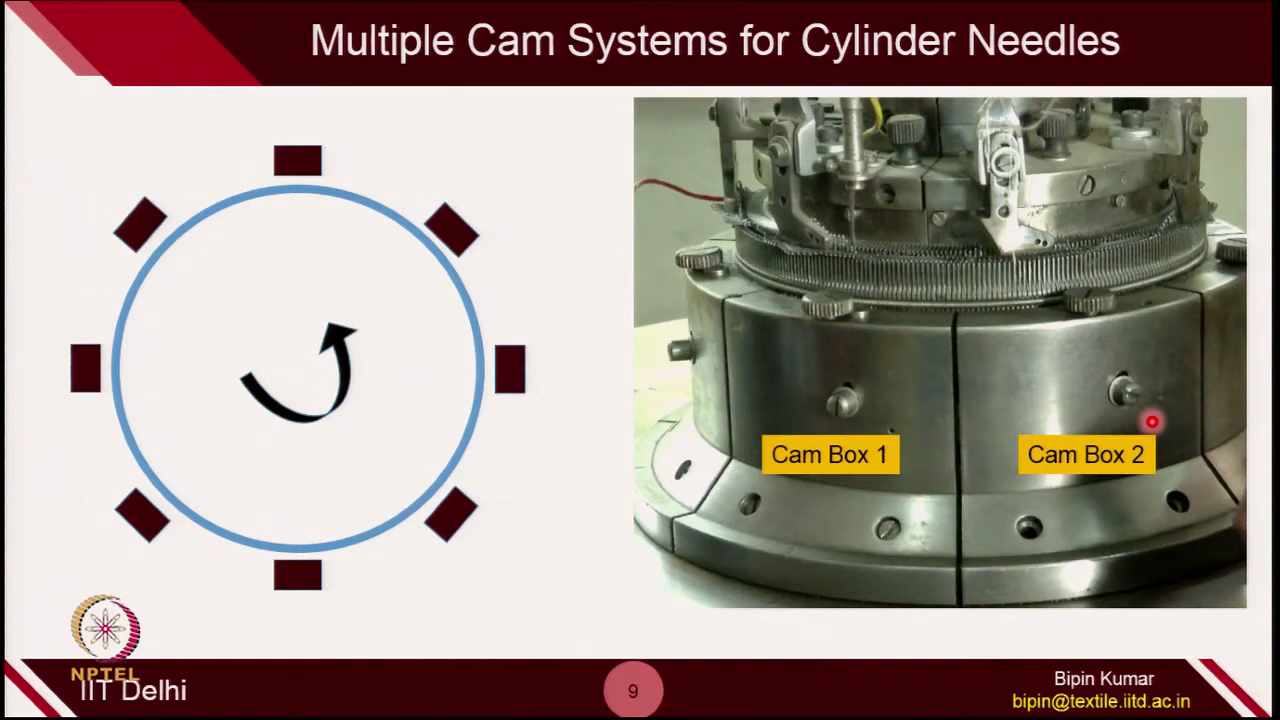 Multiple Cam Systems for Cylinder Needles
Cam Box 1
Cam Box 2
NPTEL
IIT Delhi
9
Bipin Kumar
bipin@textile.iitd.ac.in